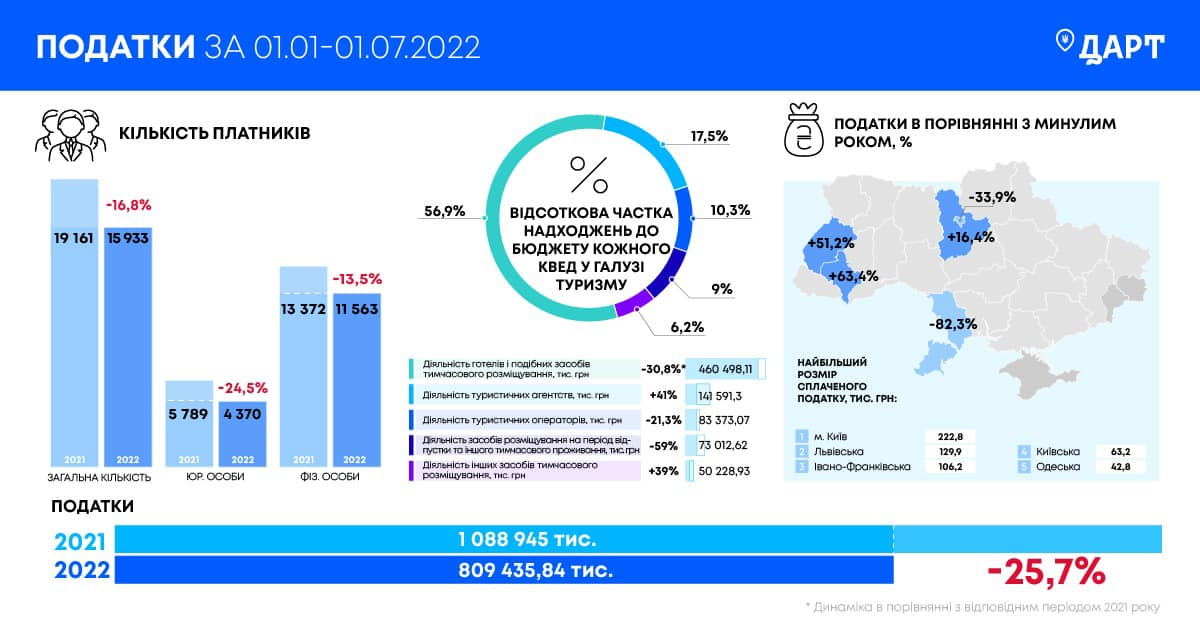 ПОДАТКИ ЗА 01.01-01.07.2022
ДАРТ
КІЛЬКІСТЬ ПЛАТНИКІВ
-16,8%
19 161
15 933
2021
2022
ЗАГАЛЬНА КІЛЬКІСТЬ
-24,5%
5 789
4 370
2021
2022
ЮР. ОСОБИ
-13,5%
13 372
11 563
2021
2022
ФІЗ. ОСОБИ
%
ВІДСОТКОВА ЧАСТКА
НАДХОДЖЕНЬ ДО
БЮДЖЕТУ КОЖНОГО
КВЕД У ГАЛУЗІ
ТУРИЗМУ
56,9%
17,5%
10,3%
9%
6,2%
Діяльність готелів і подібних засобів
тимчасового розміщування, тис. грн
-30,8%*
460 498,11
Діяльність туристичних агентств, тис. грн
+41%
141 591,3
Діяльність туристичних операторів, тис. грн
-21,3%
83 373,07
Діяльність засобів розміщування на період від-
пустки та іншого тимчасового проживання, тис.грн
-59%
73 012,62
Діяльність інших засобів тимчасового
розміщування, тис. грн
+39%
50 228,93
₴
ПОДАТКИ В ПОРІВНЯННІ З МИНУЛИМ
РОКОМ, %
-33,9%
+16,4%
+51,2%
+63,4%
-82,3%
НАЙБІЛЬШИЙ
РОЗМІР
СПЛАЧЕНОГО
ПОДАТКУ, ТИС. ГРН:
1 м. Київ 222,8
2 Львівська 129,9
3 Івано-Франківська 106,2
4 Київська 63,2
5 Одеська 42,8
ПОДАТКИ
2021 1 088 945 тис.
2022 809 435,84 тис.
-25,7%
* Динаміка в порівнянні з відповідним періодом 2021 року